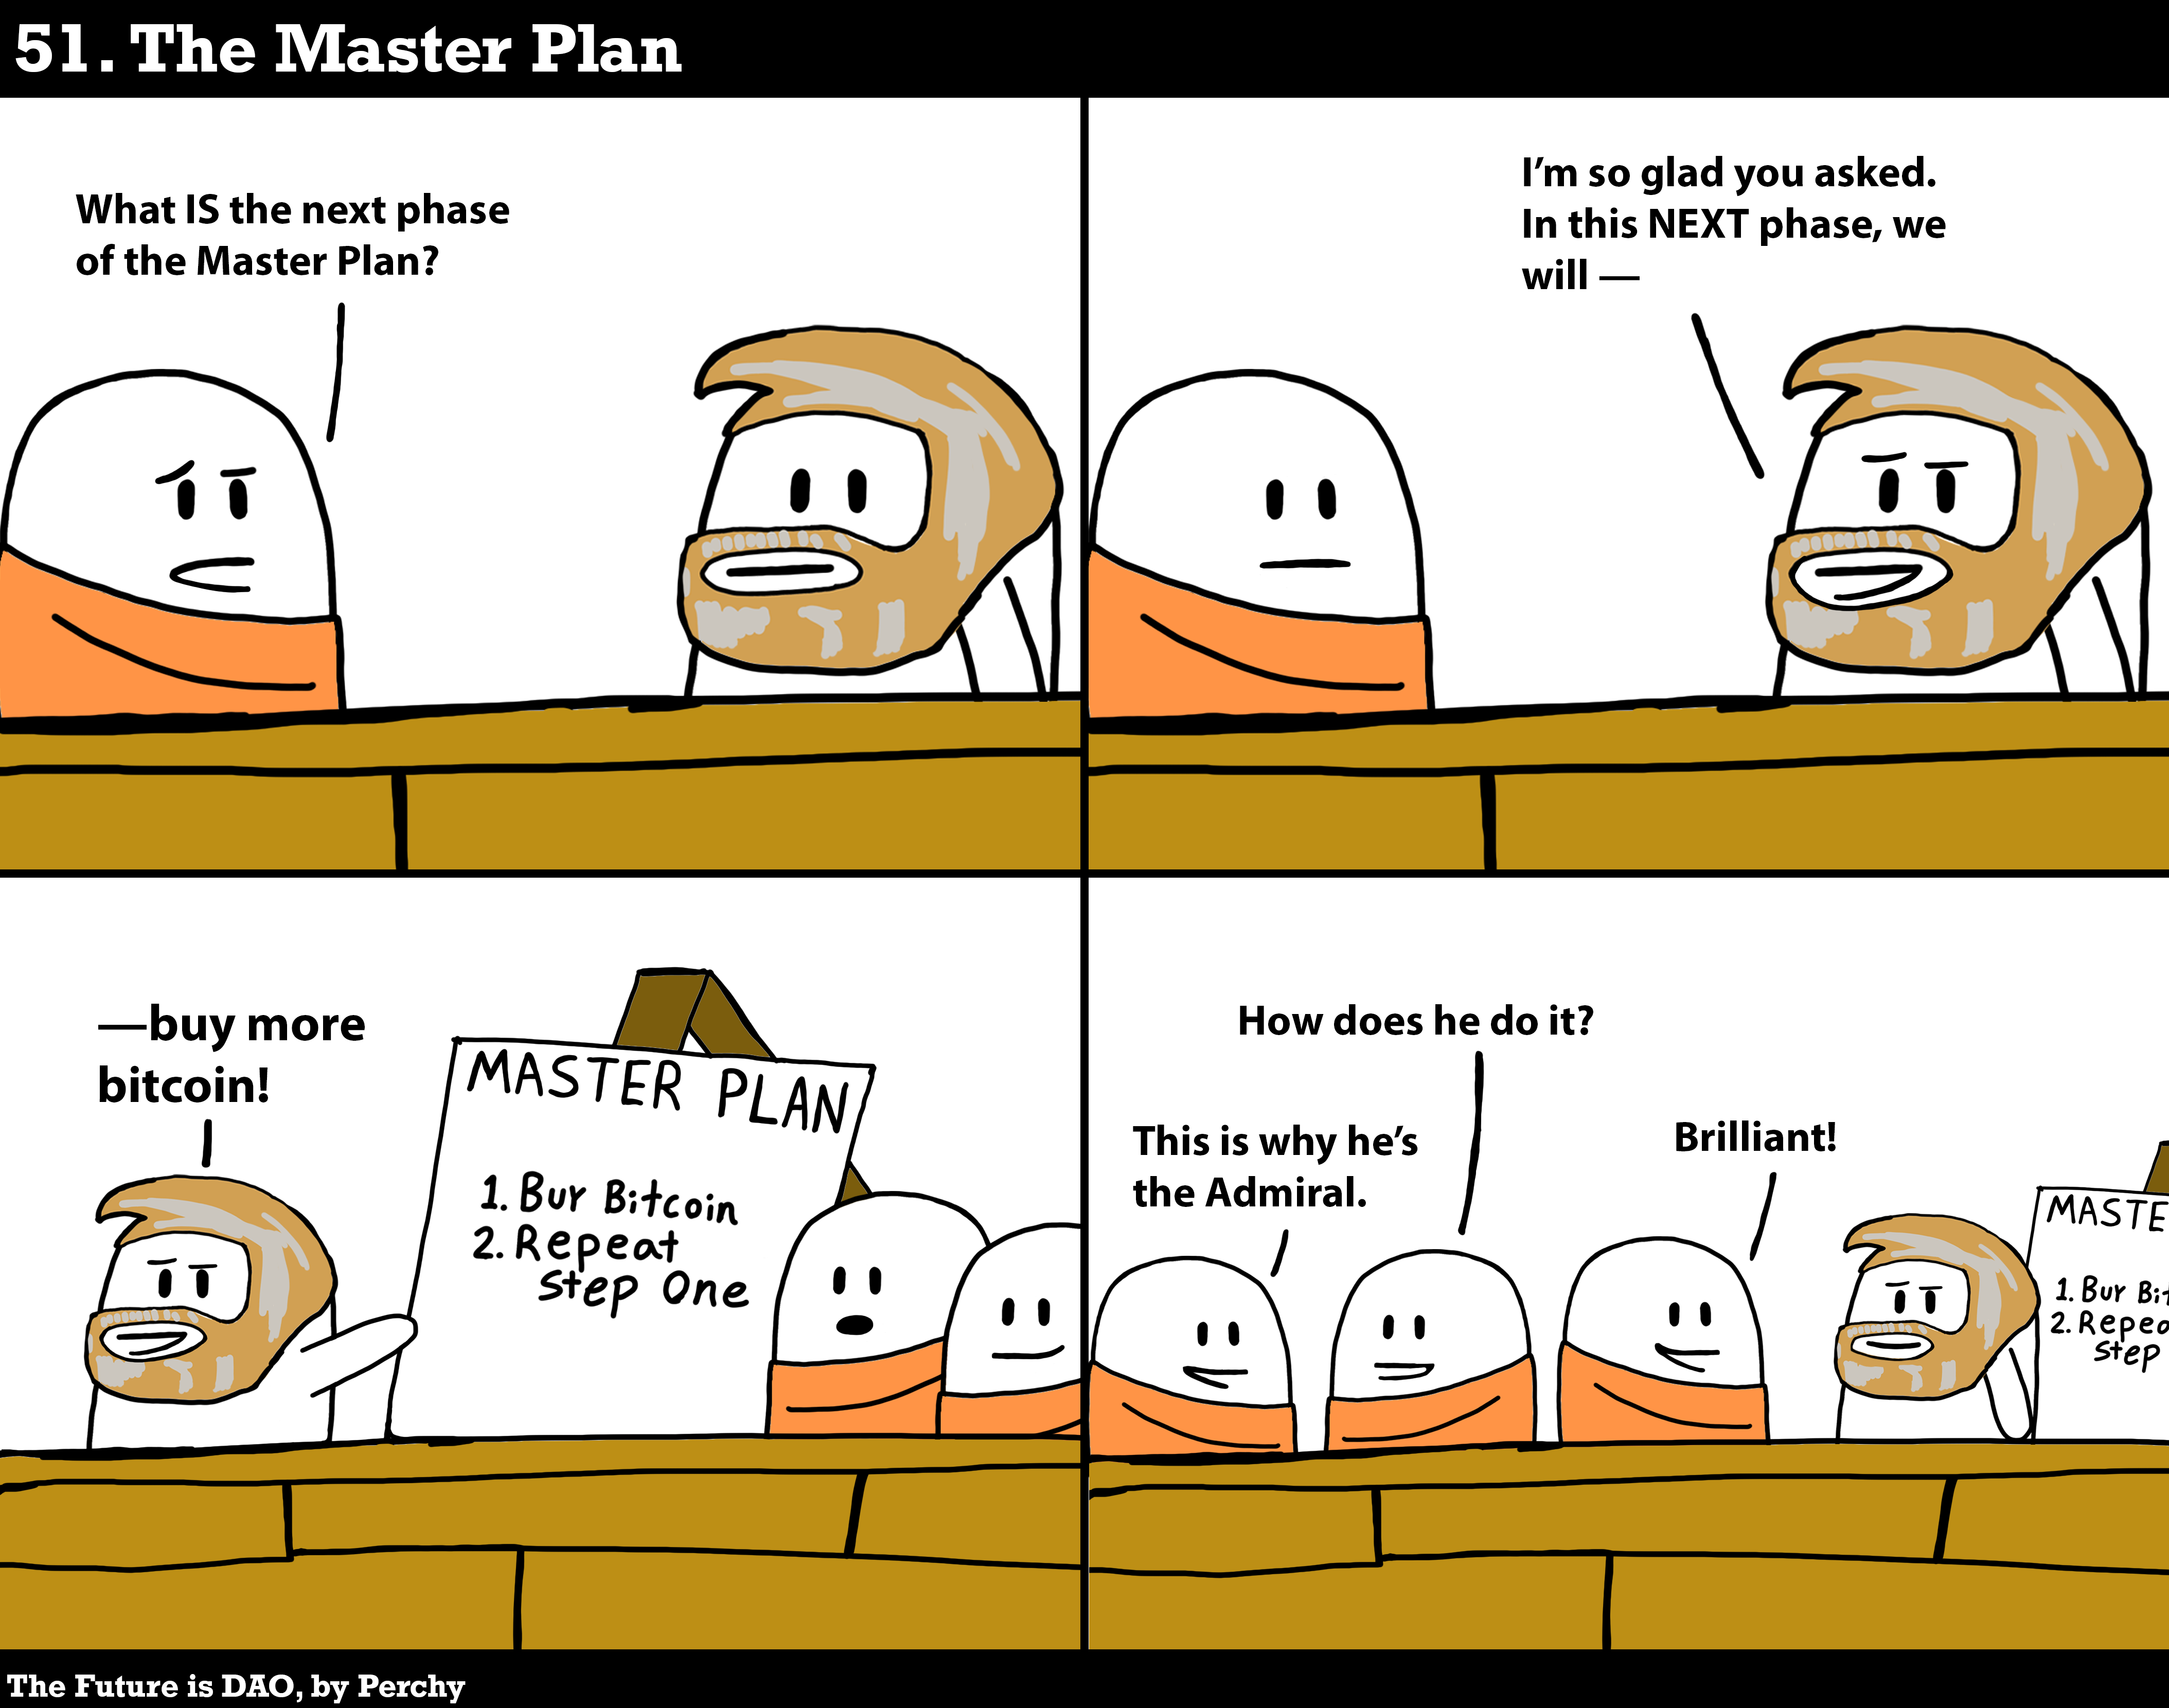 51. The Master Plan
What IS the next phase
of the Master Plan?
I'm so glad you asked.
In this NEXT phase, we
will —
—buy more
bitcoin!
MASTER PLAN
1. Buy Bitcoin
2. Repeat
Step One
How does he do it?
This is why he's
the Admiral.
Brilliant!
MASTE
1. Buy Bit
2. Repea
Step
The Future is DAO, by Perchy